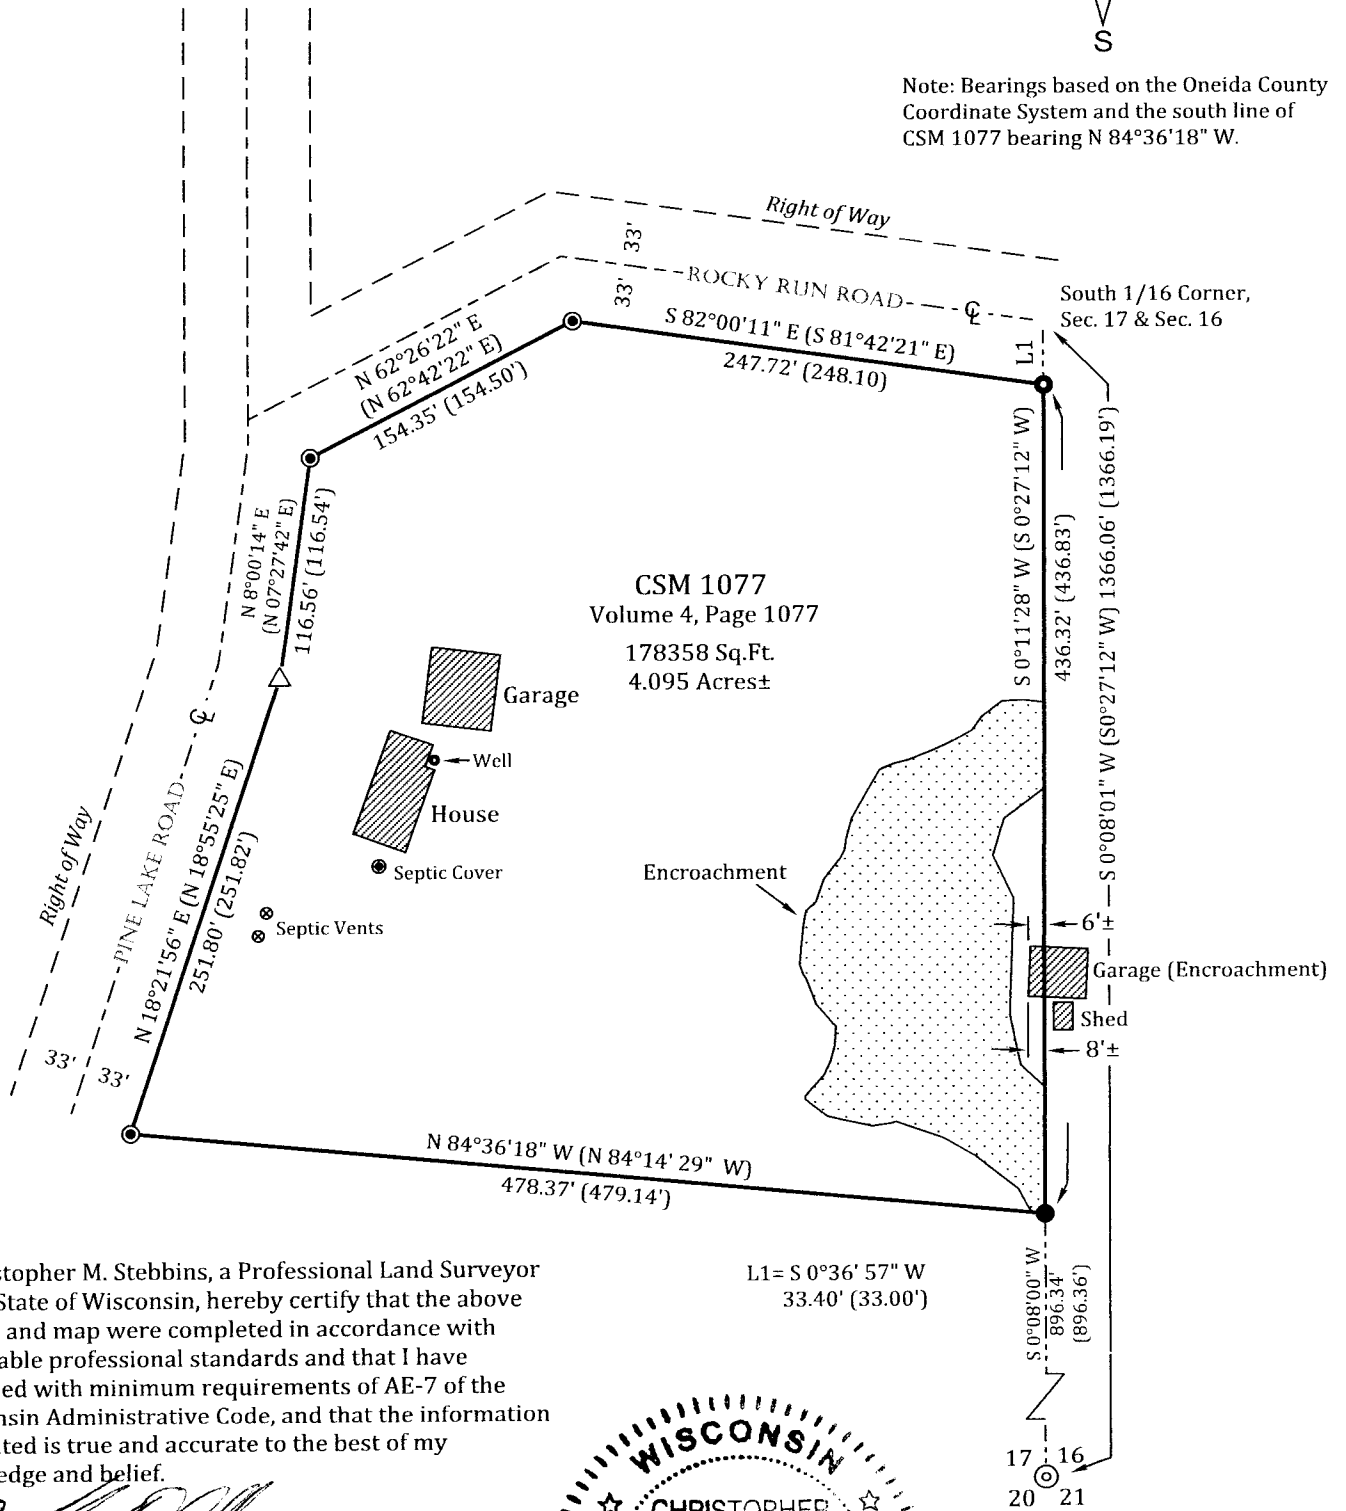 S
Note: Bearings based on the Oneida County
Coordinate System and the south line of
CSM 1077 bearing N 84°36'18" W.
Right of Way
33'
33'
ROCKY RUN ROAD
South 1/16 Corner,
Sec. 17 & Sec. 16
S 82°00'11" E (S 81°42'21" E)
247.72' (248.10)
L1
N 62°26'22" E
(N 62°42'22" E)
154.35' (154.50')
N 8°00'14" E
(N 07°27'42" E)
116.56' (116.54')
S 0°11'28" W (S 0°27'12" W)
436.32' (436.83')
S 0°08'01" W (S0°27'12" W) 1366.06' (1366.19')
CSM 1077
Volume 4, Page 1077
178358 Sq.Ft.
4.095 Acres±
Garage
Well
House
Septic Cover
Septic Vents
Encroachment
6'±
Garage (Encroachment)
Shed
8'±
Right of Way
PINE LAKE ROAD
N 18°21'56" E (N 18°55'25" E)
251.80' (251.82')
33'
33'
N 84°36'18" W (N 84°14' 29" W)
478.37' (479.14')
L1= S 0°36' 57" W
33.40' (33.00')
S 0°08'00" W
896.34'
(896.36')
stopher M. Stebbins, a Professional Land Surveyor
State of Wisconsin, hereby certify that the above
and map were completed in accordance with
able professional standards and that I have
ed with minimum requirements of AE-7 of the
nsin Administrative Code, and that the information
ted is true and accurate to the best of my
edge and belief.
WISCONSIN
CHRISTOPHER
17 16
20 21